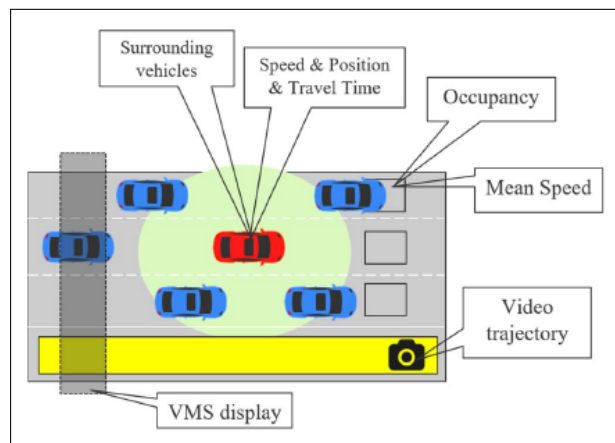 Surrounding
vehicles
Speed & Position
& Travel Time
Occupancy
Mean Speed
Video
trajectory
VMS display